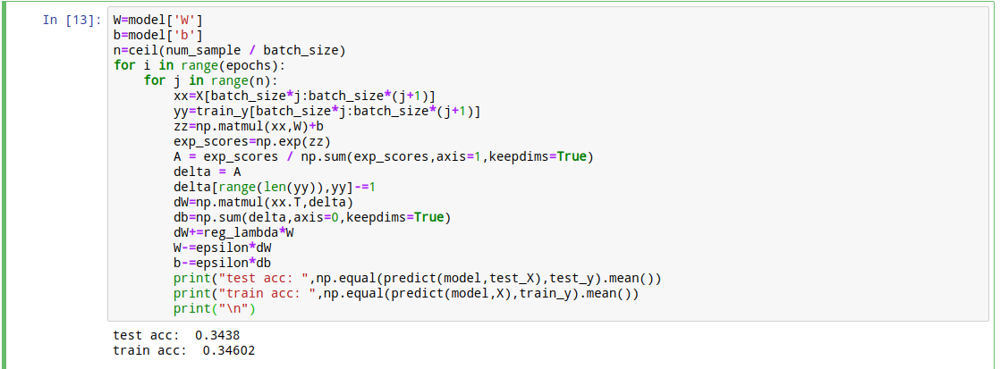 In [13]:
W=model['W']
b=model['b']
n=ceil(num_sample / batch_size)
for i in range(epochs):
    for j in range(n):
        xx=X[batch_size*j:batch_size*(j+1)]
        yy=train_y[batch_size*j:batch_size*(j+1)]
        zz=np.matmul(xx,W)+b
        exp_scores=np.exp(zz)
        A = exp_scores / np.sum(exp_scores,axis=1,keepdims=True)
        delta = A
        delta[range(len(yy)),yy]-=1
        dW=np.matmul(xx.T,delta)
        db=np.sum(delta,axis=0,keepdims=True)
        dW+=reg_lambda*W
        W-=epsilon*dW
        b-=epsilon*db
        print("test acc: ",np.equal(predict(model,test_X),test_y).mean())
        print("train acc: ",np.equal(predict(model,X),train_y).mean())
        print("\n")
test acc:  0.3438
train acc:  0.34602